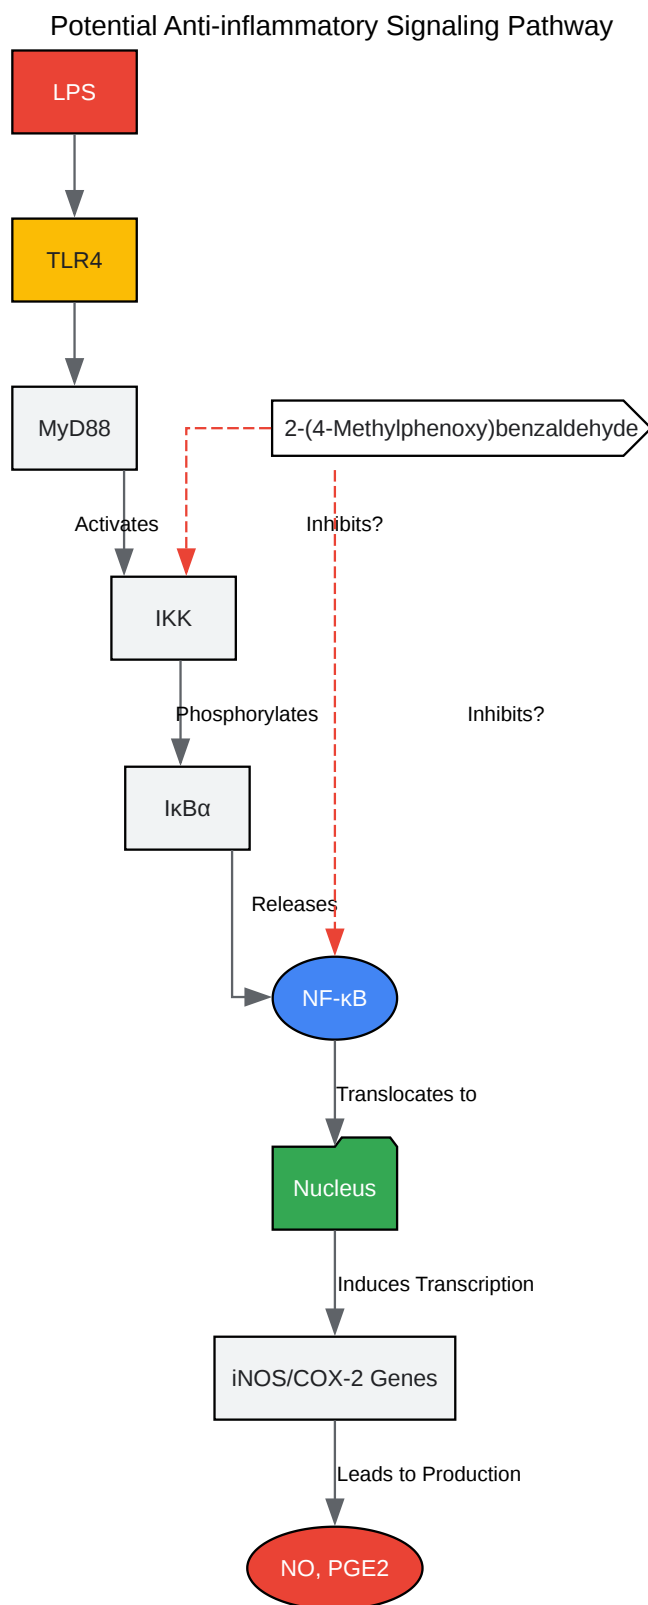 Potential Anti-inflammatory Signaling Pathway
LPS
TLR4
MyD88
2-(4-Methylphenoxy)benzaldehyde
Activates
Inhibits?
IKK
Phosphorylates
Inhibits?
IκBα
Releases
NF-κB
Translocates to
Nucleus
Induces Transcription
iNOS/COX-2 Genes
Leads to Production
NO, PGE2